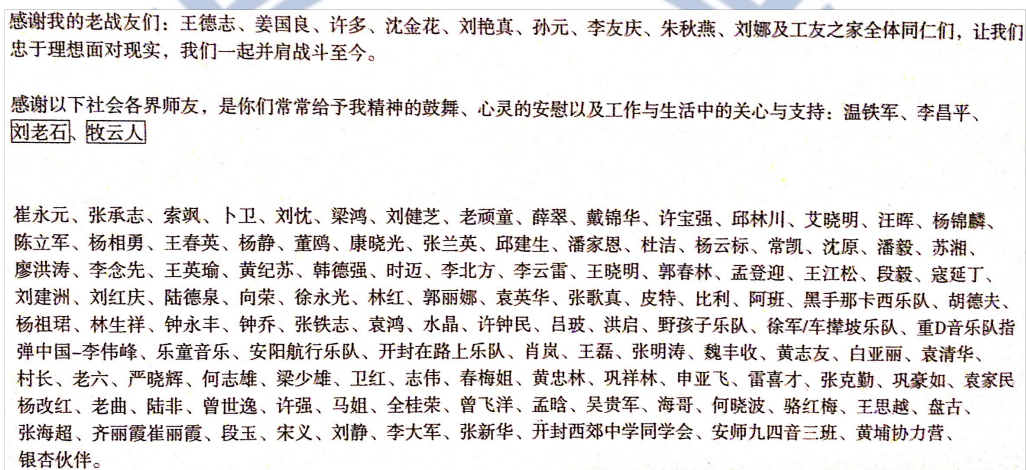 感谢我的老战友们：王德志、姜国良、许多、沈金花、刘艳真、孙元、李友庆、朱秋燕、刘娜及工友之家全体同仁们，让我们
忠于理想面对现实，我们一起并肩战斗至今。
感谢以下社会各界师友，是你们常常给予我精神的鼓舞、心灵的安慰以及工作与生活中的关心与支持：温铁军、李昌平、
刘老石、牧云人
崔永元、张承志、索飒、卜卫、刘忱、梁鸿、刘健芝、老顽童、薛翠、戴锦华、许宝强、邱林川、艾晓明、汪晖、杨锦麟、
陈立军、杨相勇、王春英、杨静、董鸥、康晓光、张兰英、邱建生、潘家恩、杜洁、杨云标、常凯、沈原、潘毅、苏湘、
廖洪涛、李念先、王英瑜、黄纪苏、韩德强、时迈、李北方、李云雷、王晓明、郭春林、孟登迎、王江松、段毅、寇延丁、
刘建洲、刘红庆、陆德泉、向荣、徐永光、林红、郭丽娜、袁英华、张歌真、皮特、比利、阿班、黑手那卡西乐队、胡德夫、
杨祖珺、林生祥、钟永丰、钟乔、张铁志、袁鸿、水晶、许钟民、吕玻、洪启、野孩子乐队、徐军/车撵坡乐队、重D音乐队指
弹中国-李伟峰、乐童音乐、安阳航行乐队、开封在路上乐队、肖岚、王磊、张明涛、魏丰收、黄志友、白亚丽、袁清华、
村长、老六、严晓辉、何志雄、梁少雄、卫红、志伟、春梅姐、黄忠林、巩祥林、申亚飞、雷喜才、张克勤、巩豪如、袁家民
杨改红、老曲、陆非、曾世逸、许强、马姐、全桂荣、曾飞洋、孟晗、吴贵军、海哥、何晓波、骆红梅、王思越、盘古、
张海超、齐丽霞崔丽霞、段玉、宋义、刘静、李大军、张新华、开封西郊中学同学会、安师九四音三班、黄埔协力营、
银杏伙伴。